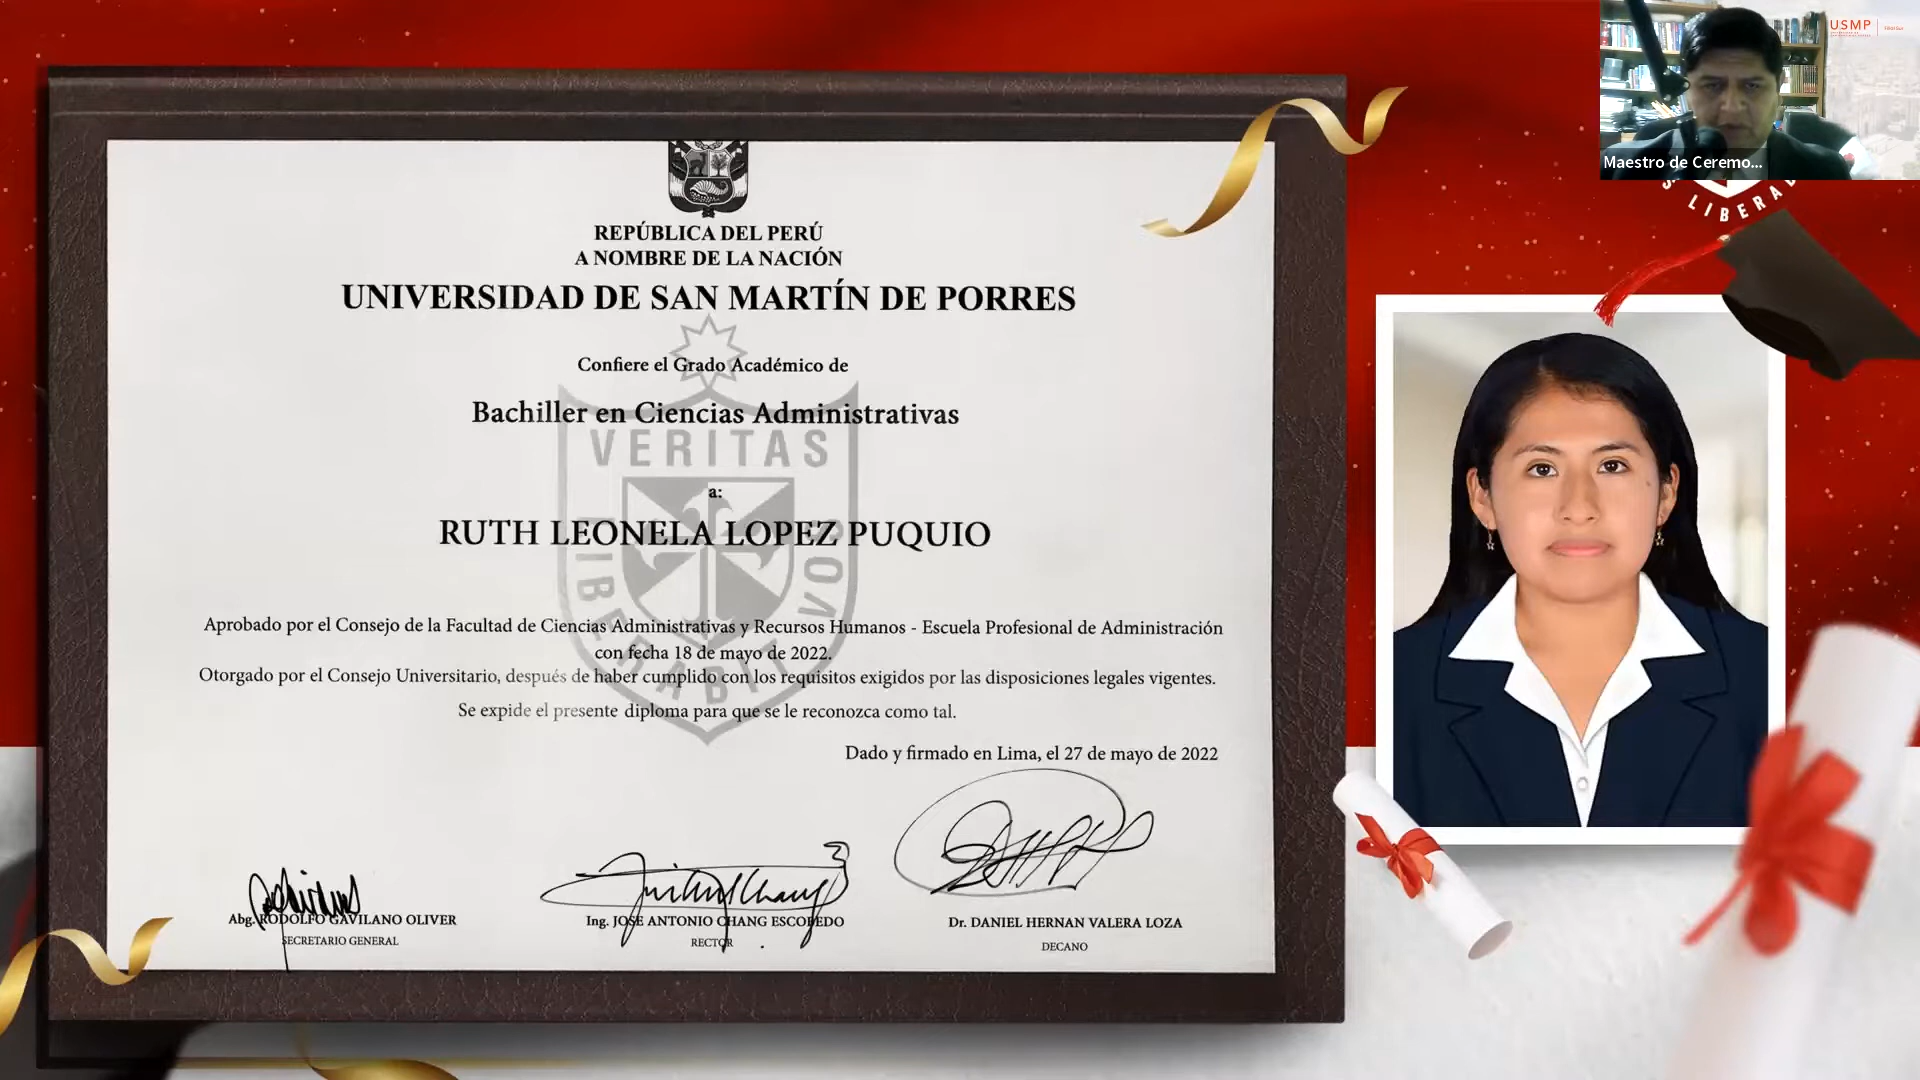 REPÚBLICA DEL PERÚ
A NOMBRE DE LA NACIÓN
UNIVERSIDAD DE SAN MARTÍN DE PORRES
Confiere el Grado Académico de
Bachiller en Ciencias Administrativas
VERITAS
a:
RUTH LEONELA LOPEZ PUQUIO
LIBERABIT VOS
Aprobado por el Consejo de la Facultad de Ciencias Administrativas y Recursos Humanos - Escuela Profesional de Administración
con fecha 18 de mayo de 2022.
Otorgado por el Consejo Universitario, después de haber cumplido con los requisitos exigidos por las disposiciones legales vigentes.
Se expide el presente diploma para que se le reconozca como tal.
Dado y firmado en Lima, el 27 de mayo de 2022
Abg. RODOLFO GAVILANO OLIVER
SECRETARIO GENERAL
Ing. JOSE ANTONIO CHANG ESCOBEDO
RECTOR
Dr. DANIEL HERNAN VALERA LOZA
DECANO
USMP
Maestro de Ceremo...
LIBERA